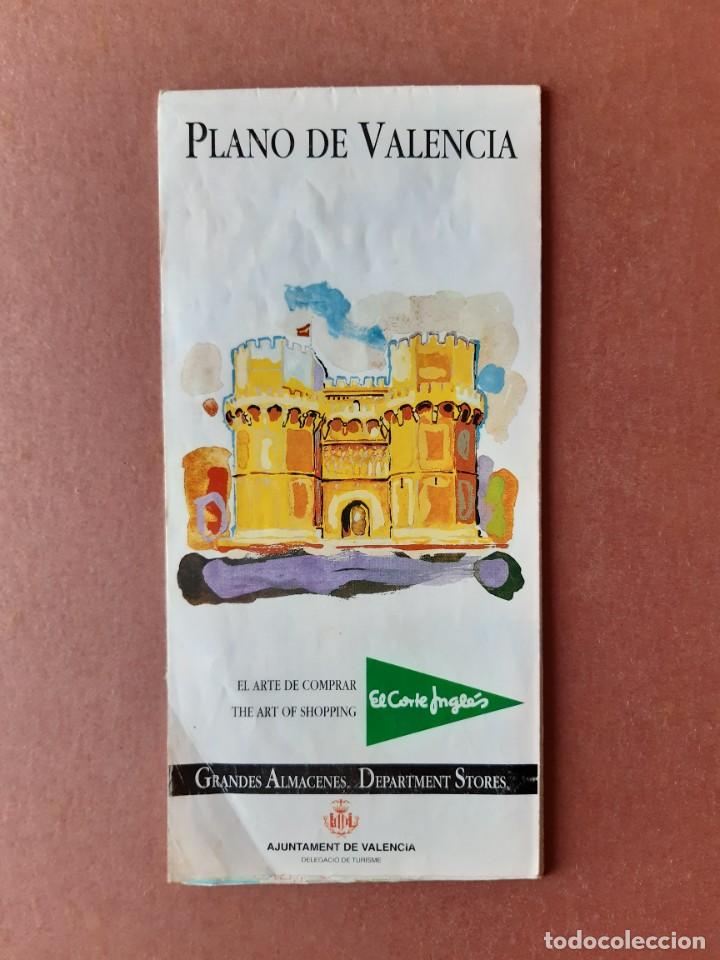 PLANO DE VALENCIA
EL ARTE DE COMPRAR
THE ART OF SHOPPING
El Corte Inglés
GRANDES ALMACENES. DEPARTMENT STORES.
AJUNTAMENT DE VALENCIA
DELEGACIO DE TURISME
todocoleccion